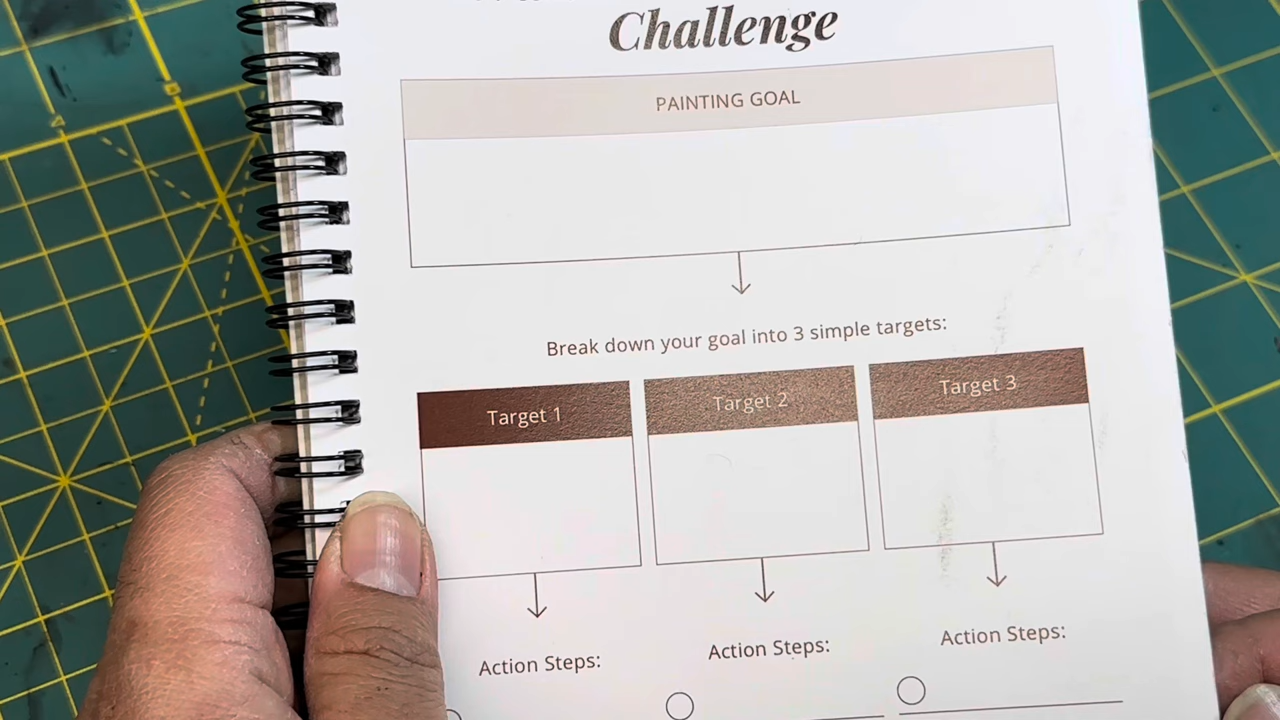 Challenge
PAINTING GOAL
Break down your goal into 3 simple targets:
Target 1
Target 2
Target 3
Action Steps:
Action Steps:
Action Steps: